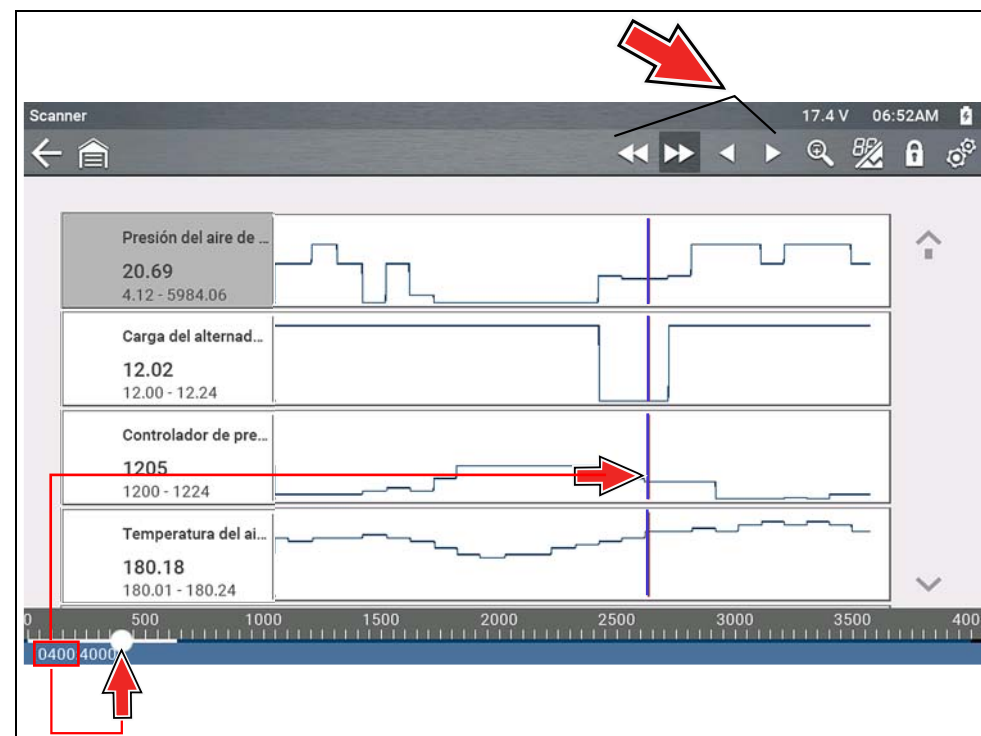 Scanner 17.4 V 06:52AM
Presión del aire de ...
20.69
4.12 - 5984.06
Carga del alternad...
12.02
12.00 - 12.24
Controlador de pre...
1205
1200 - 1224
Temperatura del ai...
180.18
180.01 - 180.24
0 500 1000 1500 2000 2500 3000 3500 400
0400 4000